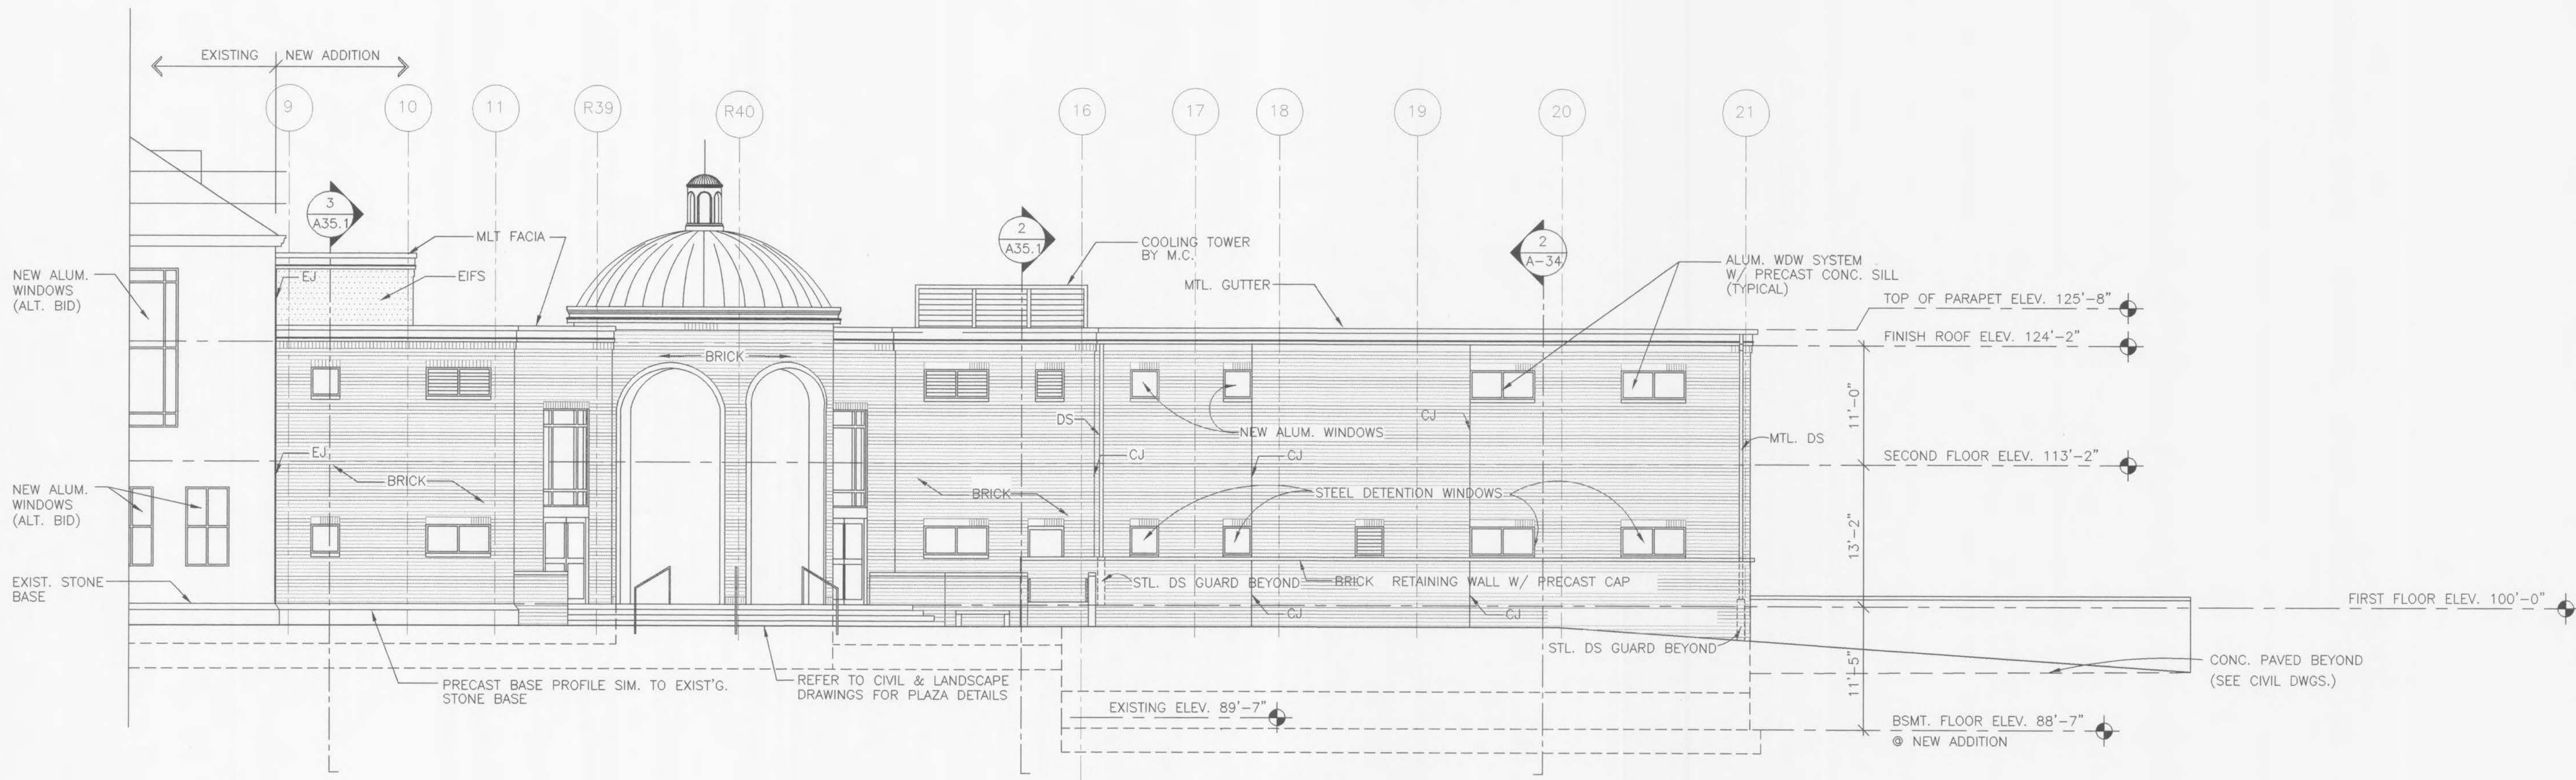 EXISTING
NEW ADDITION
9
10
11
R39
R40
16
17
18
19
20
21
3
A35.1
2
A35.1
2
A-34
MLT FACIA
EIFS
EJ
NEW ALUM.
WINDOWS
(ALT. BID)
COOLING TOWER
BY M.C.
MTL. GUTTER
ALUM. WDW SYSTEM
W/ PRECAST CONC. SILL
(TYPICAL)
TOP OF PARAPET ELEV. 125'-8"
FINISH ROOF ELEV. 124'-2"
BRICK
11'-0"
DS
NEW ALUM. WINDOWS
CJ
MTL. DS
EJ
CJ
CJ
SECOND FLOOR ELEV. 113'-2"
BRICK
NEW ALUM.
WINDOWS
(ALT. BID)
BRICK
STEEL DETENTION WINDOWS
13'-2"
EXIST. STONE
BASE
STL. DS GUARD BEYOND
BRICK RETAINING WALL W/ PRECAST CAP
FIRST FLOOR ELEV. 100'-0"
CJ
CJ
STL. DS GUARD BEYOND
CONC. PAVED BEYOND
(SEE CIVIL DWGS.)
11'-5"
PRECAST BASE PROFILE SIM. TO EXIST'G.
STONE BASE
REFER TO CIVIL & LANDSCAPE
DRAWINGS FOR PLAZA DETAILS
EXISTING ELEV. 89'-7"
BSMT. FLOOR ELEV. 88'-7"
@ NEW ADDITION